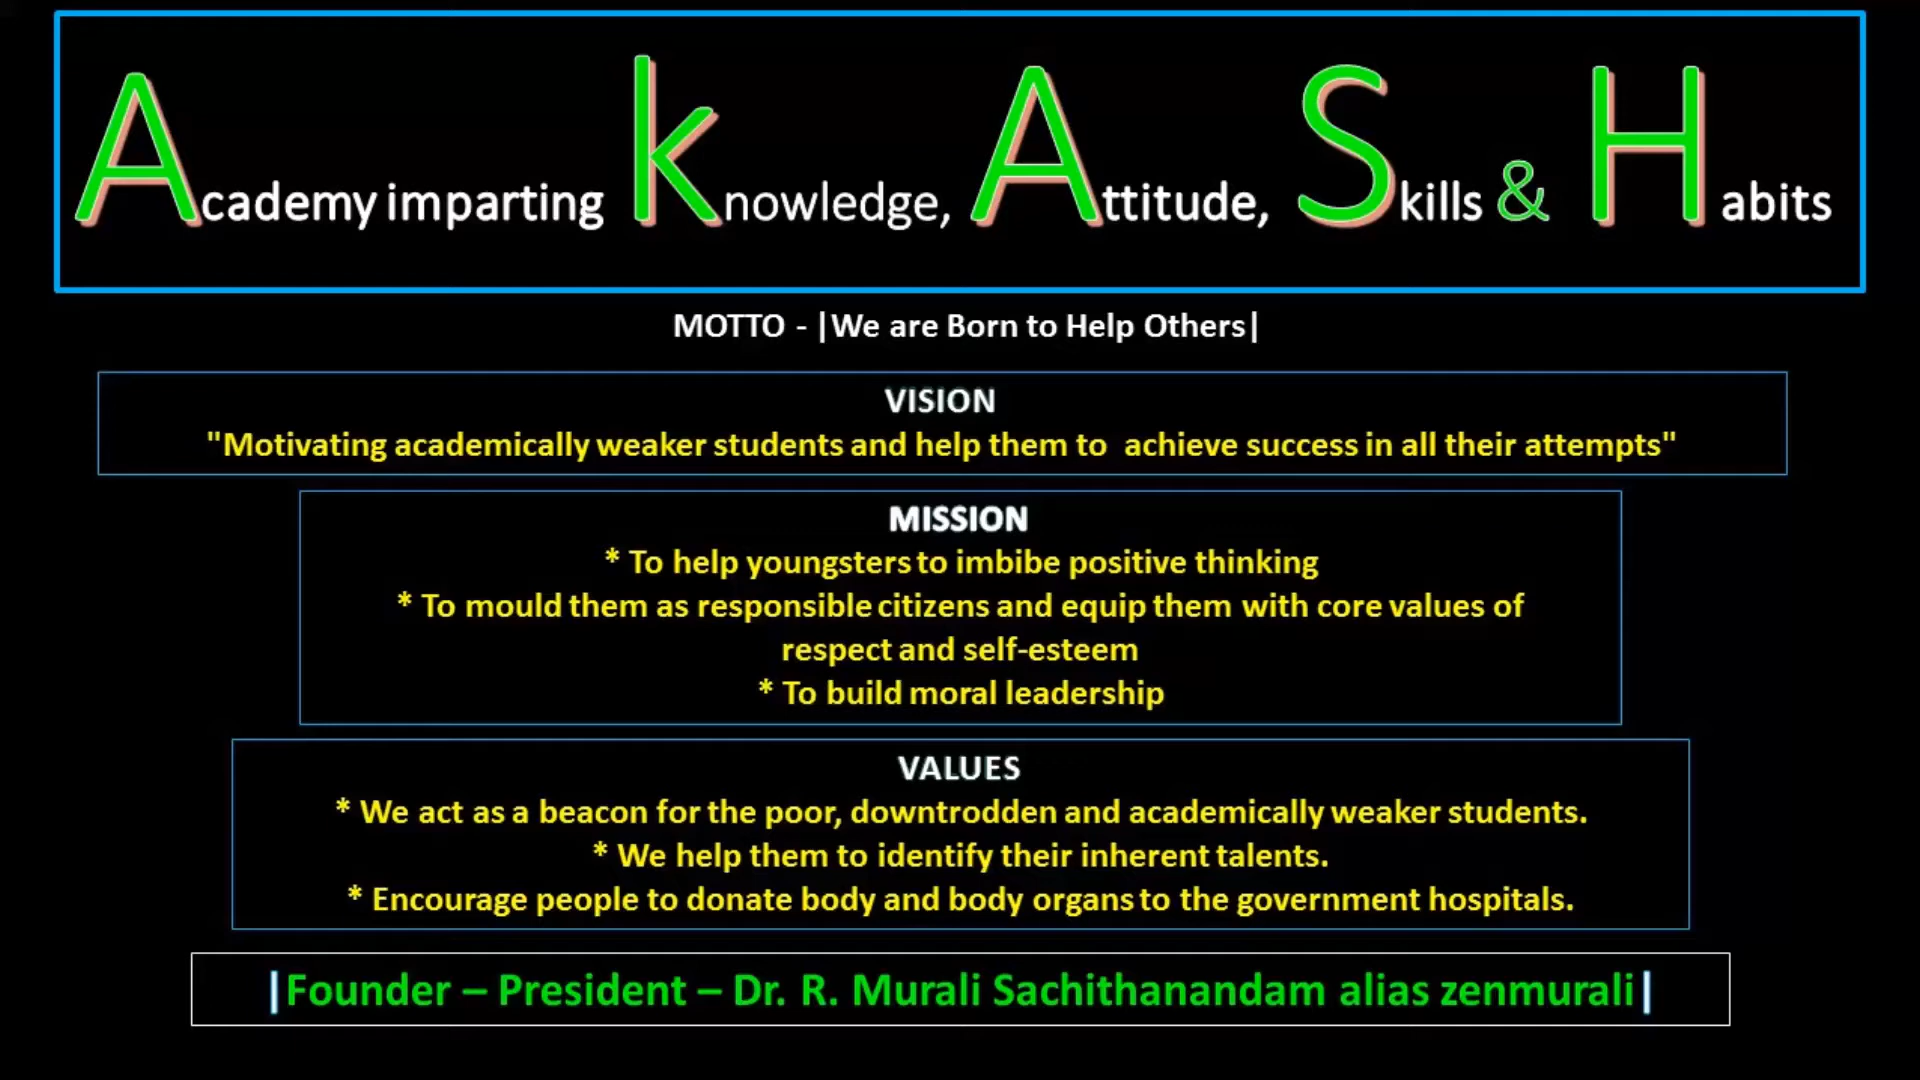 Academy imparting knowledge, Attitude, Skills & Habits
MOTTO - |We are Born to Help Others|
VISION
"Motivating academically weaker students and help them to achieve success in all their attempts"
MISSION
* To help youngsters to imbibe positive thinking
* To mould them as responsible citizens and equip them with core values of
respect and self-esteem
* To build moral leadership
VALUES
* We act as a beacon for the poor, downtrodden and academically weaker students.
* We help them to identify their inherent talents.
* Encourage people to donate body and body organs to the government hospitals.
|Founder – President – Dr. R. Murali Sachithanandam alias zenmurali|